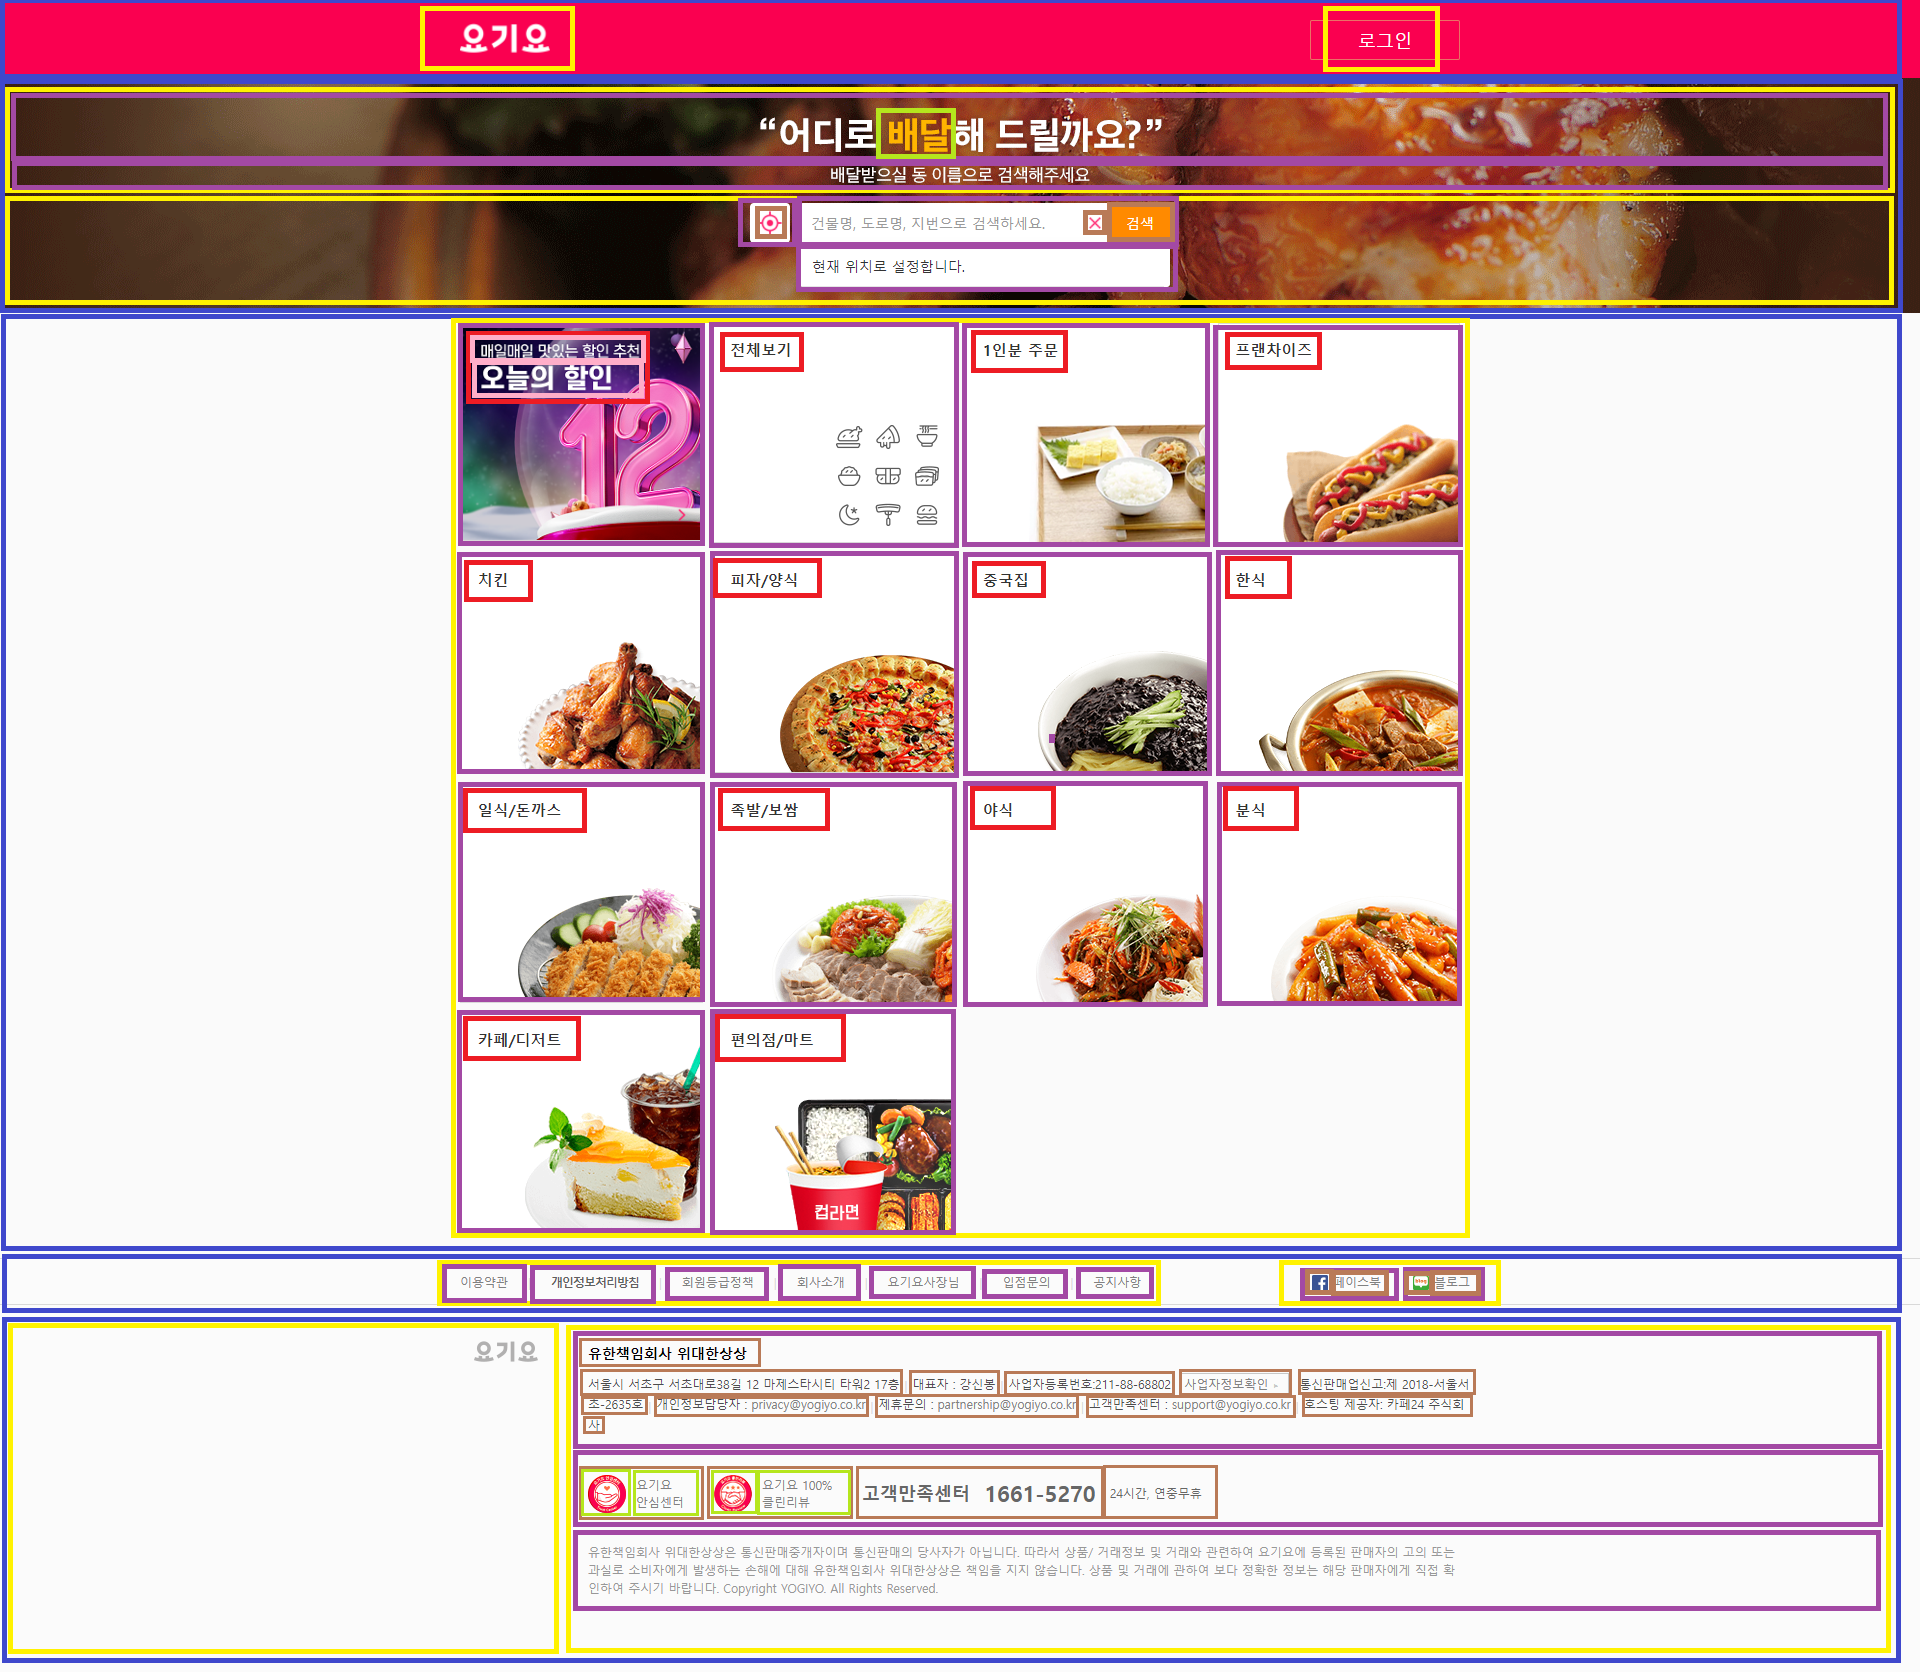 요기요
로그인
“어디로 배달해 드릴까요?”
배달받으실 동 이름으로 검색해주세요
건물명, 도로명, 지번으로 검색하세요.
검색
현재 위치로 설정합니다.
매일매일 맛있는 할인 추천
오늘의 할인
12
전체보기
1인분 주문
프랜차이즈
치킨
피자/양식
중국집
한식
일식/돈까스
족발/보쌈
야식
분식
카페/디저트
편의점/마트
컵라면
이용약관
개인정보처리방침
회원등급정책
회사소개
요기요사장님
입점문의
공지사항
페이스북
blog
블로그
요기요
유한책임회사 위대한상상
서울시 서초구 서초대로38길 12 마제스타시티 타워2 17층 대표자 : 강신봉 사업자등록번호:211-88-68802 사업자정보확인 통신판매업신고:제 2018-서울서
초-2635호 개인정보담당자 : privacy@yogiyo.co.kr 제휴문의 : partnership@yogiyo.co.kr 고객만족센터 : support@yogiyo.co.kr 호스팅 제공자: 카페24 주식회
사
요기요
안심센터
요기요 100%
클린리뷰
고객만족센터 1661-5270 24시간, 연중무휴
유한책임회사 위대한상상은 통신판매중개자이며 통신판매의 당사자가 아닙니다. 따라서 상품/ 거래정보 및 거래와 관련하여 요기요에 등록된 판매자의 고의 또는
과실로 소비자에게 발생하는 손해에 대해 유한책임회사 위대한상상은 책임을 지지 않습니다. 상품 및 거래에 관하여 보다 정확한 정보는 해당 판매자에게 직접 확
인하여 주시기 바랍니다. Copyright YOGIYO. All Rights Reserved.